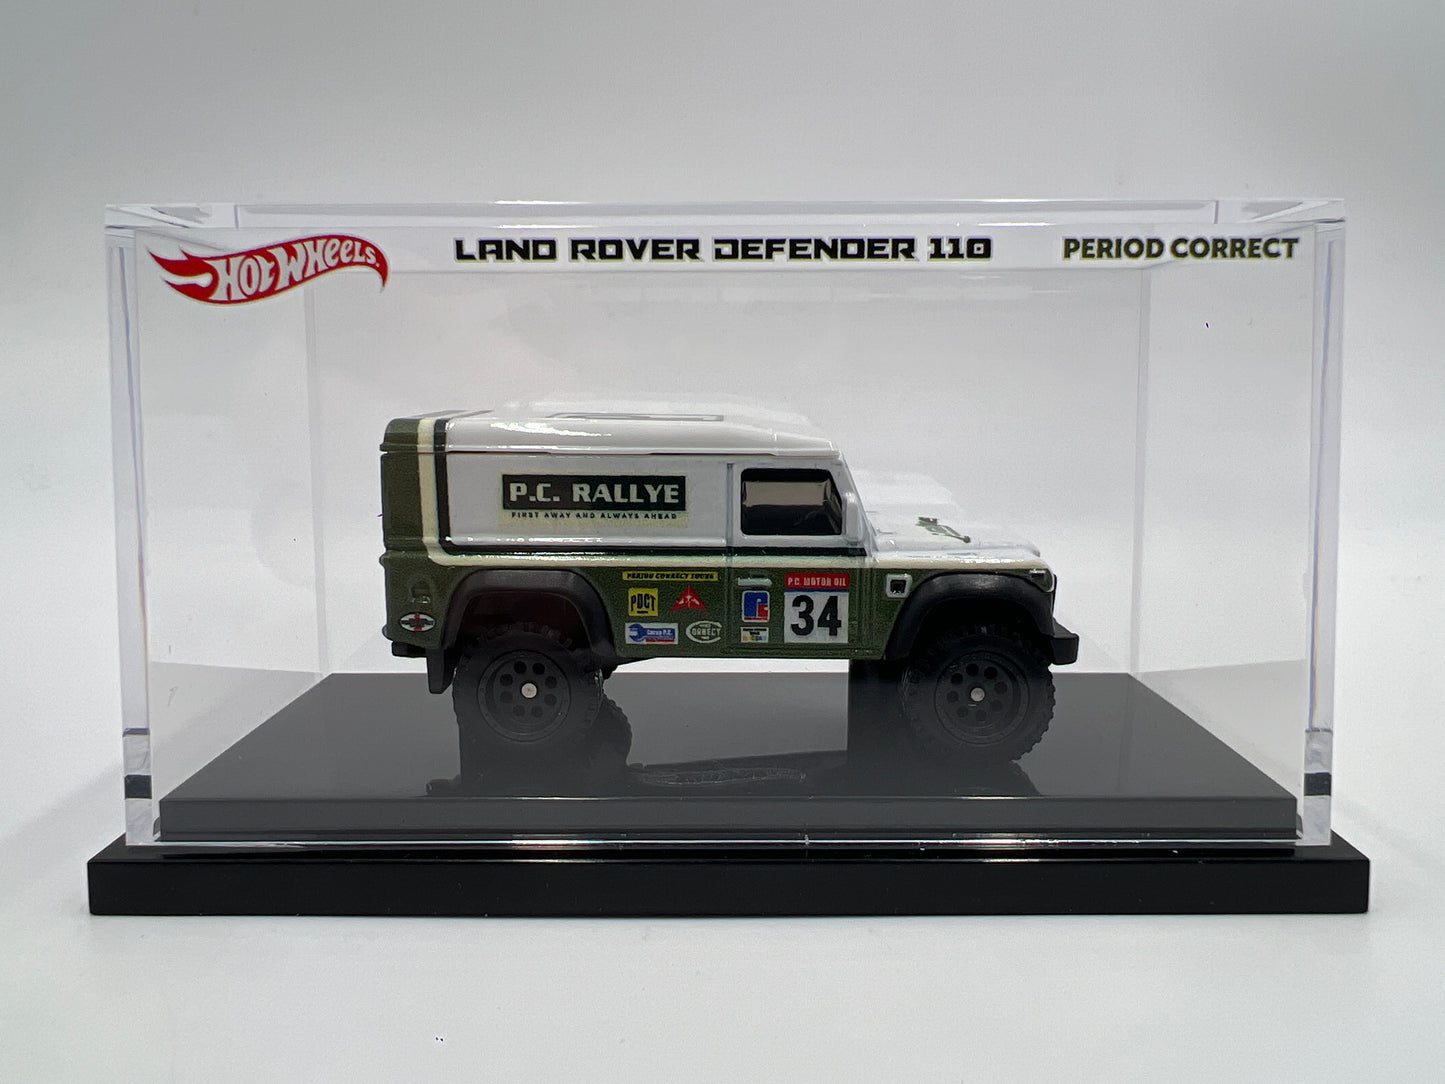 Hot Wheels
LAND ROVER DEFENDER 110
PERIOD CORRECT
P.C. RALLYE
FIRST AWAY AND ALWAYS AHEAD
PERIOD CORRECT
P.C. MOTOR OIL
34
PDCT
CORRECT